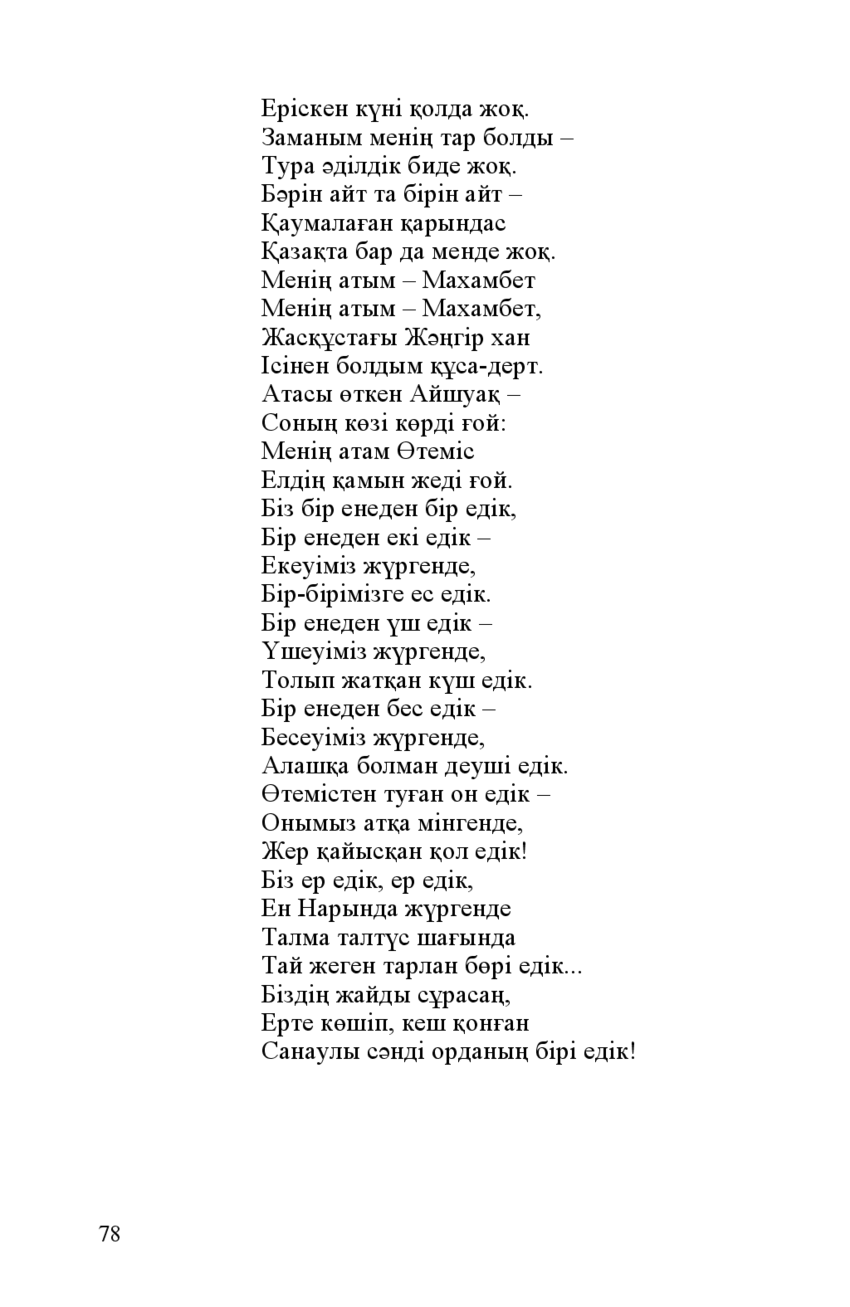 Еріскен күні қолда жоқ.
Заманым менің тар болды –
Тура әділдік биде жоқ.
Бәрін айт та бірін айт –
Қаумалаған қарындас
Қазақта бар да менде жоқ.
Менің атым – Махамбет
Менің атым – Махамбет,
Жасқұстағы Жәңгір хан
Ісінен болдым құса-дерт.
Атасы өткен Айшуақ –
Соның көзі көрді ғой:
Менің атам Өтеміс
Елдің қамын жеді ғой.
Біз бір енеден бір едік,
Бір енеден екі едік –
Екеуіміз жүргенде,
Бір-бірімізге ес едік.
Бір енеден үш едік –
Үшеуіміз жүргенде,
Толып жатқан күш едік.
Бір енеден бес едік –
Бесеуіміз жүргенде,
Алашқа болман деуші едік.
Өтемістен туған он едік –
Онымыз атқа мінгенде,
Жер қайысқан қол едік!
Біз ер едік, ер едік,
Ен Нарында жүргенде
Талма талтүс шағында
Тай жеген тарлан бөрі едік...
Біздің жайды сұрасаң,
Ерте көшіп, кеш қонған
Санаулы сәнді орданың бірі едік!
78